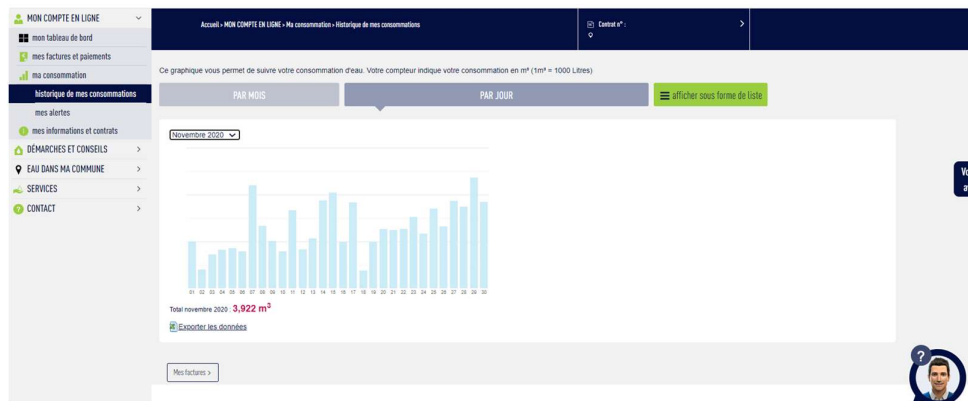 MON COMPTE EN LIGNE
mon tableau de bord
mes factures et paiements
ma consommation
historique de mes consommations
mes alertes
mes informations et contrats
DÉMARCHES ET CONSEILS
EAU DANS MA COMMUNE
SERVICES
CONTACT
Accueil » MON COMPTE EN LIGNE » Ma consommation » Historique de mes consommations
Contrat n° :
Ce graphique vous permet de suivre votre consommation d'eau. Votre compteur indique votre consommation en m³ (1m³ = 1000 Litres)
PAR MOIS
PAR JOUR
afficher sous forme de liste
Novembre 2020
01 02 03 04 05 06 07 08 09 10 11 12 13 14 15 16 17 18 19 20 21 22 23 24 25 26 27 28 29 30
Total novembre 2020 : 3,922 m³
Exporter les données
Mes factures >
?